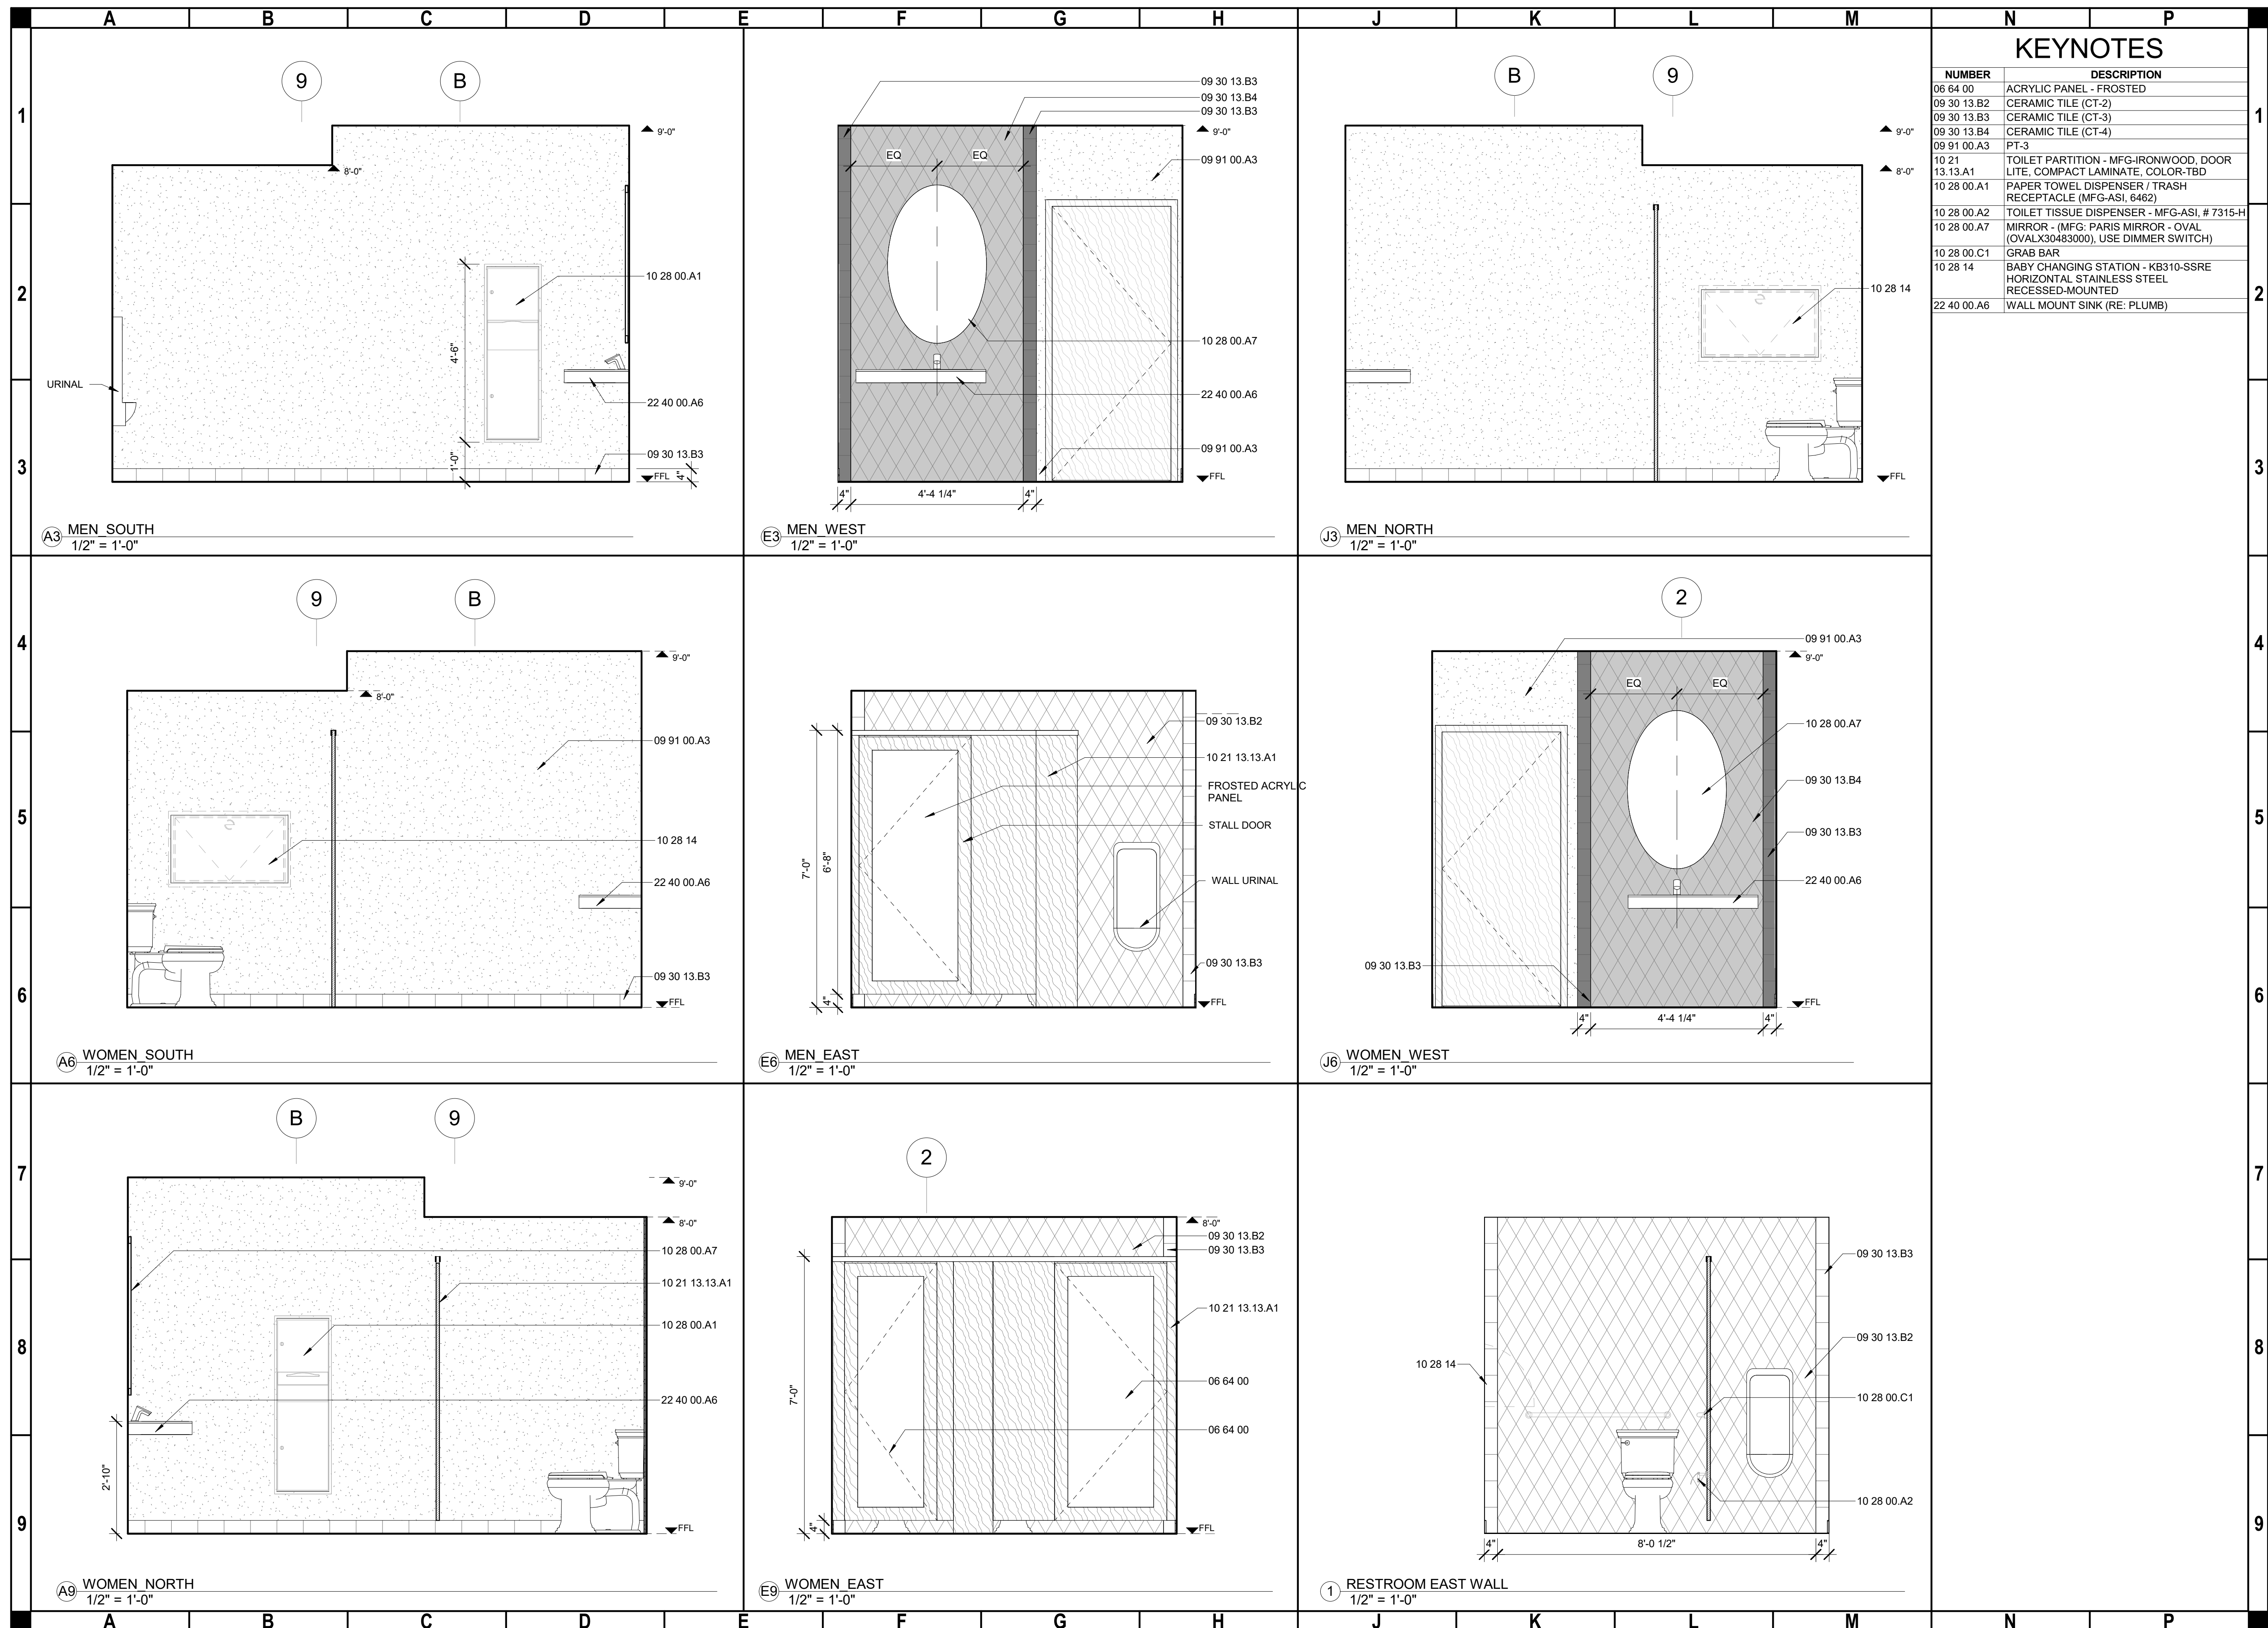 A B C D E F G H J K L M N P
1
2
3
4
5
6
7
8
9
KEYNOTES
NUMBER DESCRIPTION
06 64 00 ACRYLIC PANEL - FROSTED
09 30 13.B2 CERAMIC TILE (CT-2)
09 30 13.B3 CERAMIC TILE (CT-3)
09 30 13.B4 CERAMIC TILE (CT-4)
09 91 00.A3 PT-3
10 21 TOILET PARTITION - MFG-IRONWOOD, DOOR
13.13.A1 LITE, COMPACT LAMINATE, COLOR-TBD
10 28 00.A1 PAPER TOWEL DISPENSER / TRASH
RECEPTACLE (MFG-ASI, 6462)
10 28 00.A2 TOILET TISSUE DISPENSER - MFG-ASI, # 7315-H
10 28 00.A7 MIRROR - (MFG: PARIS MIRROR - OVAL
(OVALX30483000), USE DIMMER SWITCH)
10 28 00.C1 GRAB BAR
10 28 14 BABY CHANGING STATION - KB310-SSRE
HORIZONTAL STAINLESS STEEL
RECESSED-MOUNTED
22 40 00.A6 WALL MOUNT SINK (RE: PLUMB)
9 B
9'-0"
8'-0"
10 28 00.A1
4'-6"
URINAL
22 40 00.A6
09 30 13.B3
1'-0"
FFL 4"
A3 MEN_SOUTH
1/2" = 1'-0"
09 30 13.B3
09 30 13.B4
09 30 13.B3
9'-0"
EQ EQ
09 91 00.A3
10 28 00.A7
22 40 00.A6
09 91 00.A3
FFL
4" 4'-4 1/4" 4"
E3 MEN_WEST
1/2" = 1'-0"
B 9
9'-0"
8'-0"
10 28 14
FFL
J3 MEN_NORTH
1/2" = 1'-0"
9 B
9'-0"
8'-0"
09 91 00.A3
10 28 14
22 40 00.A6
09 30 13.B3
FFL
A6 WOMEN_SOUTH
1/2" = 1'-0"
09 30 13.B2
10 21 13.13.A1
FROSTED ACRYLIC
PANEL
STALL DOOR
7'-0" 6'-8"
WALL URINAL
09 30 13.B3
4"
FFL
E6 MEN_EAST
1/2" = 1'-0"
2
09 91 00.A3
9'-0"
EQ EQ
10 28 00.A7
09 30 13.B4
09 30 13.B3
22 40 00.A6
09 30 13.B3
FFL
4" 4'-4 1/4" 4"
J6 WOMEN_WEST
1/2" = 1'-0"
B 9
9'-0"
8'-0"
10 28 00.A7
10 21 13.13.A1
10 28 00.A1
22 40 00.A6
2'-10"
FFL
A9 WOMEN_NORTH
1/2" = 1'-0"
2
8'-0"
09 30 13.B2
09 30 13.B3
10 21 13.13.A1
7'-0"
06 64 00
06 64 00
4"
FFL
E9 WOMEN_EAST
1/2" = 1'-0"
09 30 13.B3
09 30 13.B2
10 28 14
10 28 00.C1
10 28 00.A2
4" 8'-0 1/2" 4"
1 RESTROOM EAST WALL
1/2" = 1'-0"
1
2
3
4
5
6
7
8
9
A B C D E F G H J K L M N P